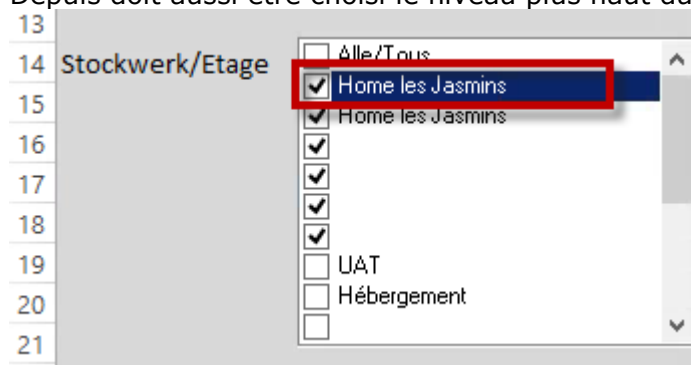 Depuis doit aussi être choisi le niveau plus haut
13
14 Stockwerk/Etage
Alle/Tous
Home les Jasmins
15
Home les Jasmins
16
17
18
19
UAT
20
Hébergement
21